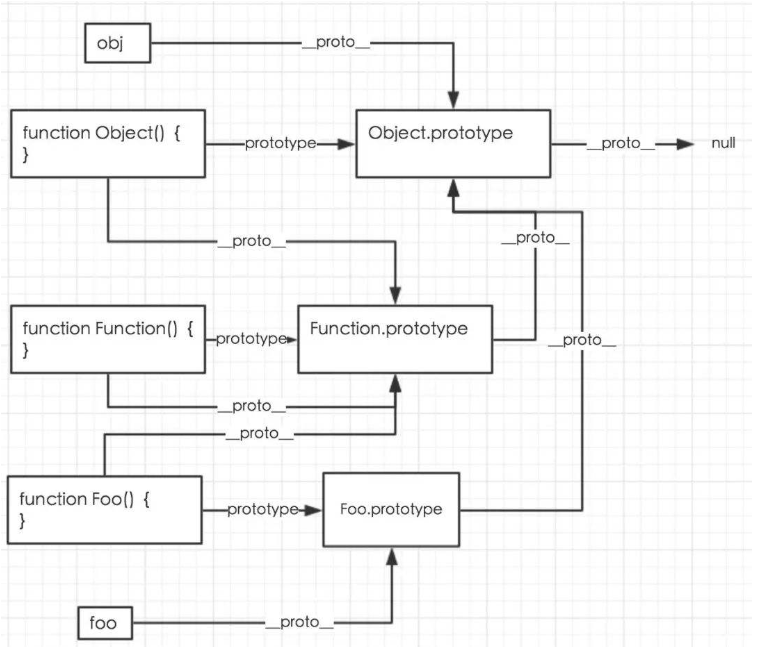 obj
__proto__
function Object() {
}
prototype
Object.prototype
__proto__
null
__proto__
__proto__
function Function() {
}
prototype
Function.prototype
__proto__
__proto__
__proto__
function Foo() {
}
prototype
Foo.prototype
foo
__proto__